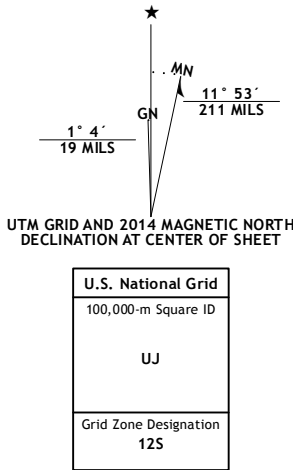 ★
MN
GN
11° 53´
211 MILS
1° 4´
19 MILS
UTM GRID AND 2014 MAGNETIC NORTH
DECLINATION AT CENTER OF SHEET
U.S. National Grid
100,000-m Square ID
UJ
Grid Zone Designation
12S